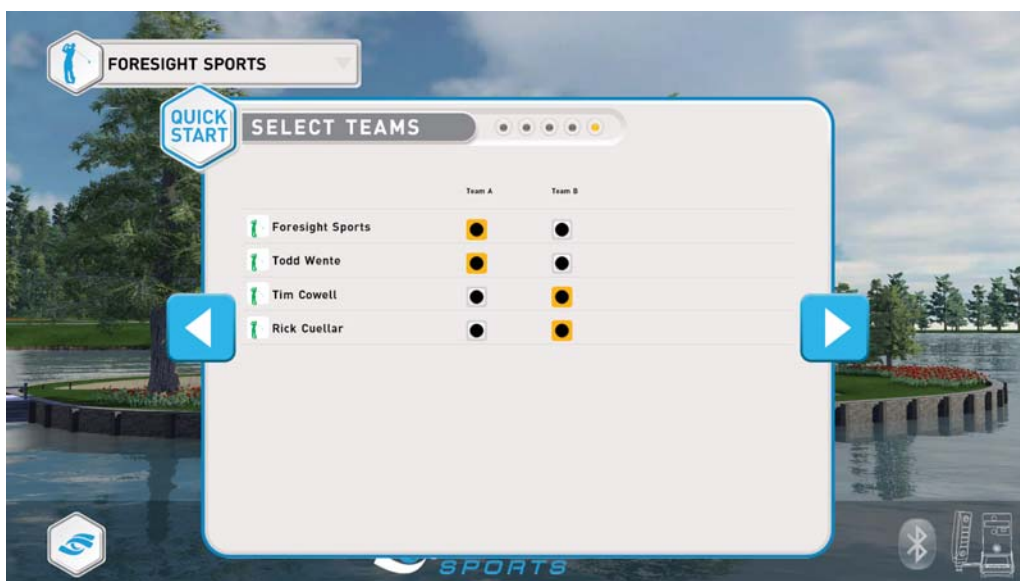 FORESIGHT SPORTS
QUICK
START
SELECT TEAMS
Team A Team B
Foresight Sports
Todd Wente
Tim Cowell
Rick Cuellar
SPORTS